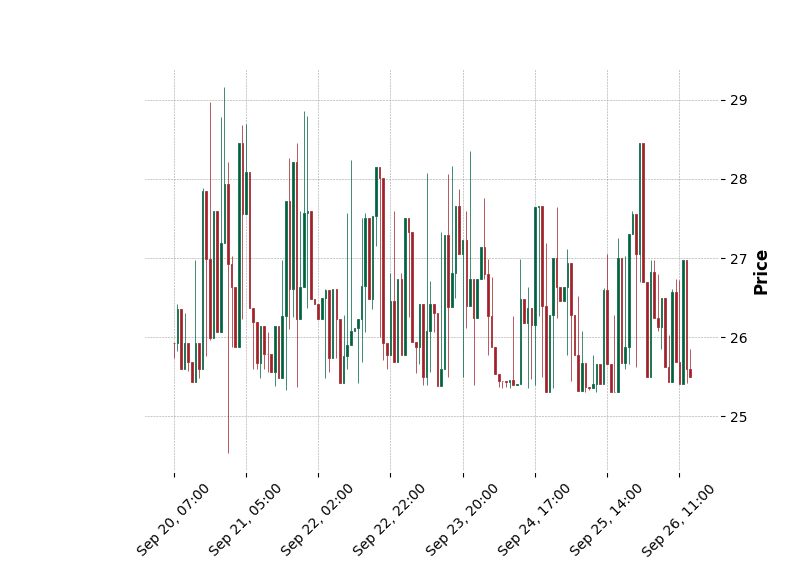 29
28
27
26
25
Price
Sep 20, 07:00
Sep 21, 05:00
Sep 22, 02:00
Sep 22, 22:00
Sep 23, 20:00
Sep 24, 17:00
Sep 25, 14:00
Sep 26, 11:00